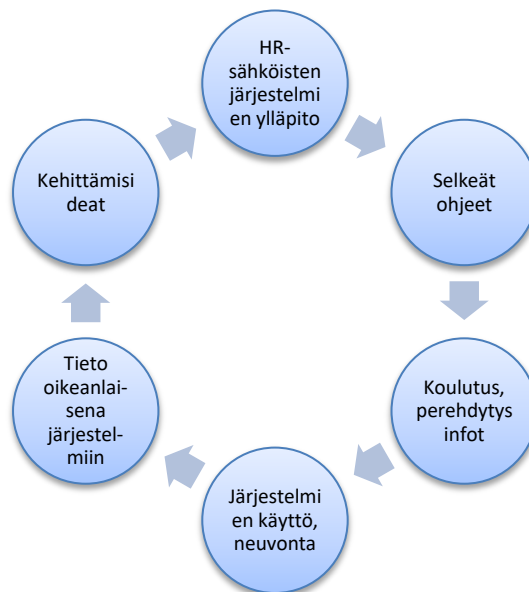 HR-
sähköisten
järjestelmi
en ylläpito
Selkeät
ohjeet
Koulutus,
perehdytys
infot
Järjestelmi
en käyttö,
neuvonta
Tieto
oikeanlai-
sena
järjestel-
miin
Kehittämisi
deat